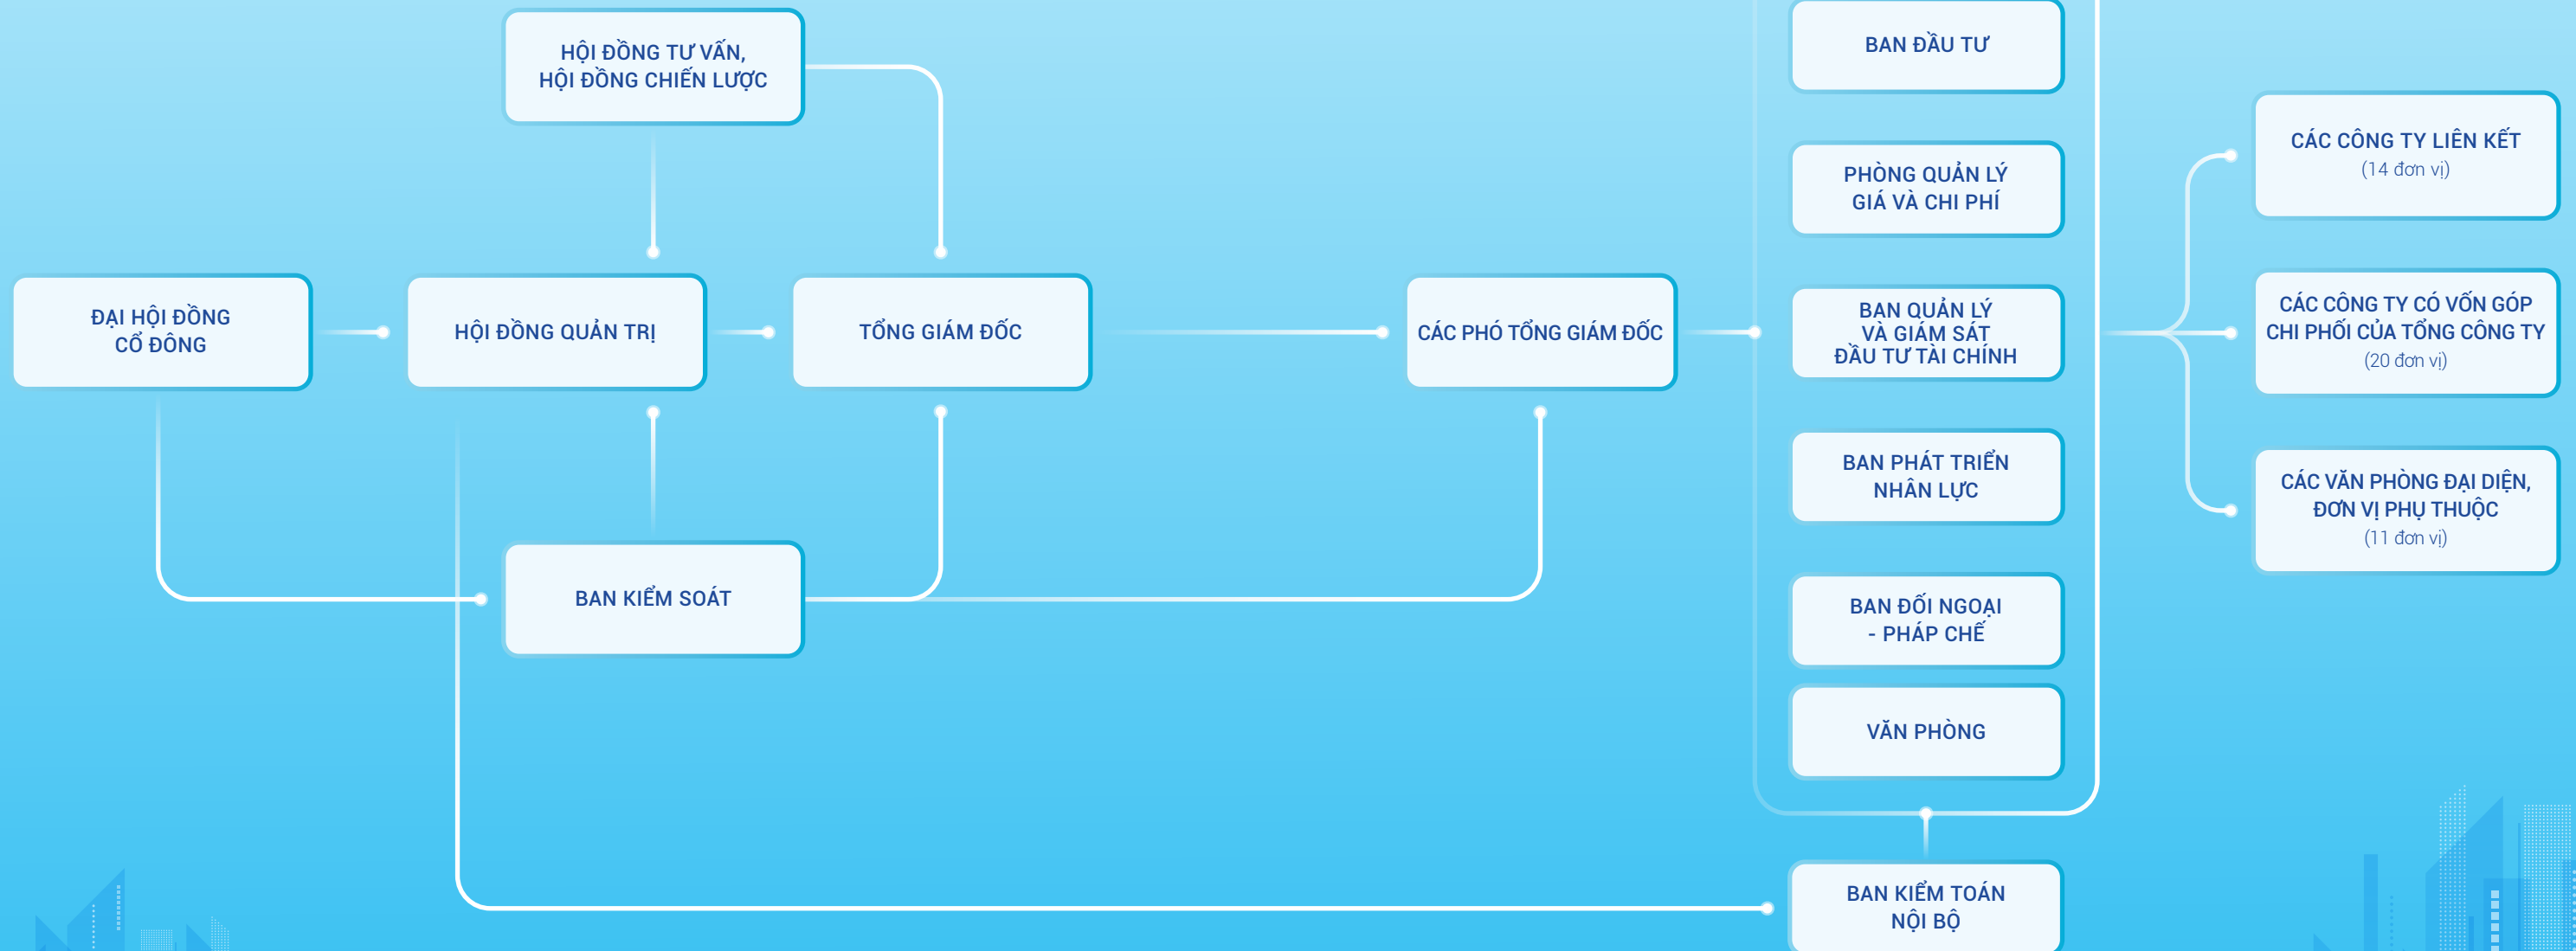 HỘI ĐỒNG TƯ VẤN,
HỘI ĐỒNG CHIẾN LƯỢC
ĐẠI HỘI ĐỒNG
CỔ ĐÔNG
HỘI ĐỒNG QUẢN TRỊ
TỔNG GIÁM ĐỐC
CÁC PHÓ TỔNG GIÁM ĐỐC
BAN KIỂM SOÁT
BAN ĐẦU TƯ
PHÒNG QUẢN LÝ
GIÁ VÀ CHI PHÍ
BAN QUẢN LÝ
VÀ GIÁM SÁT
ĐẦU TƯ TÀI CHÍNH
BAN PHÁT TRIỂN
NHÂN LỰC
BAN ĐỐI NGOẠI
- PHÁP CHẾ
VĂN PHÒNG
BAN KIỂM TOÁN
NỘI BỘ
CÁC CÔNG TY LIÊN KẾT
(14 đơn vị)
CÁC CÔNG TY CÓ VỐN GÓP
CHI PHỐI CỦA TỔNG CÔNG TY
(20 đơn vị)
CÁC VĂN PHÒNG ĐẠI DIỆN,
ĐƠN VỊ PHỤ THUỘC
(11 đơn vị)